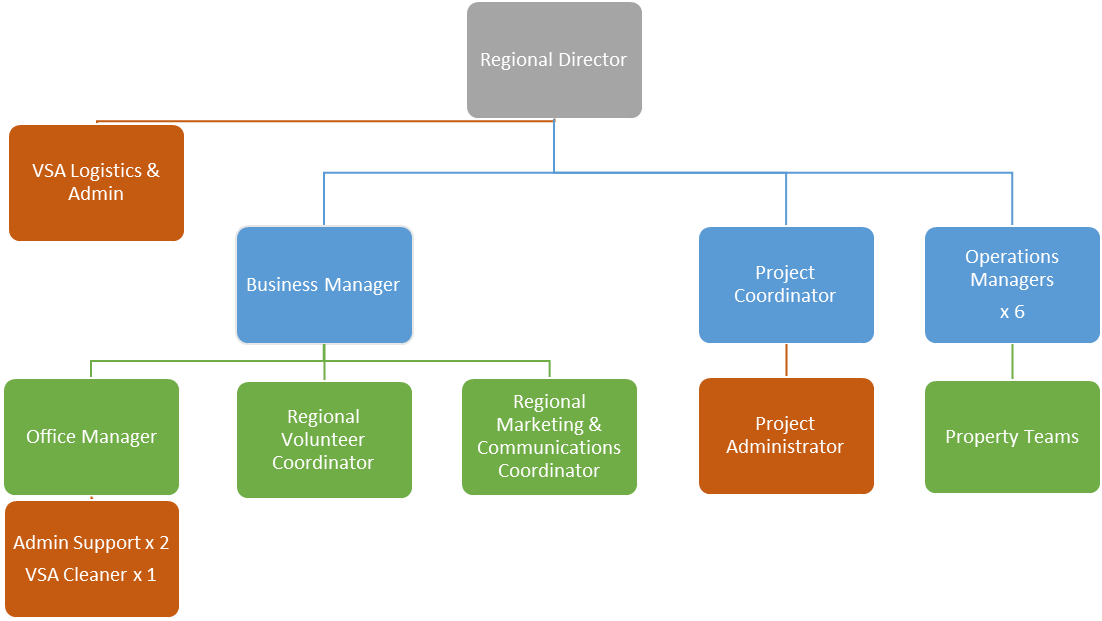 Regional Director
VSA Logistics &
Admin
Business Manager
Project
Coordinator
Operations
Managers
x 6
Office Manager
Regional
Volunteer
Coordinator
Regional
Marketing &
Communications
Coordinator
Project
Administrator
Property Teams
Admin Support x 2
VSA Cleaner x 1